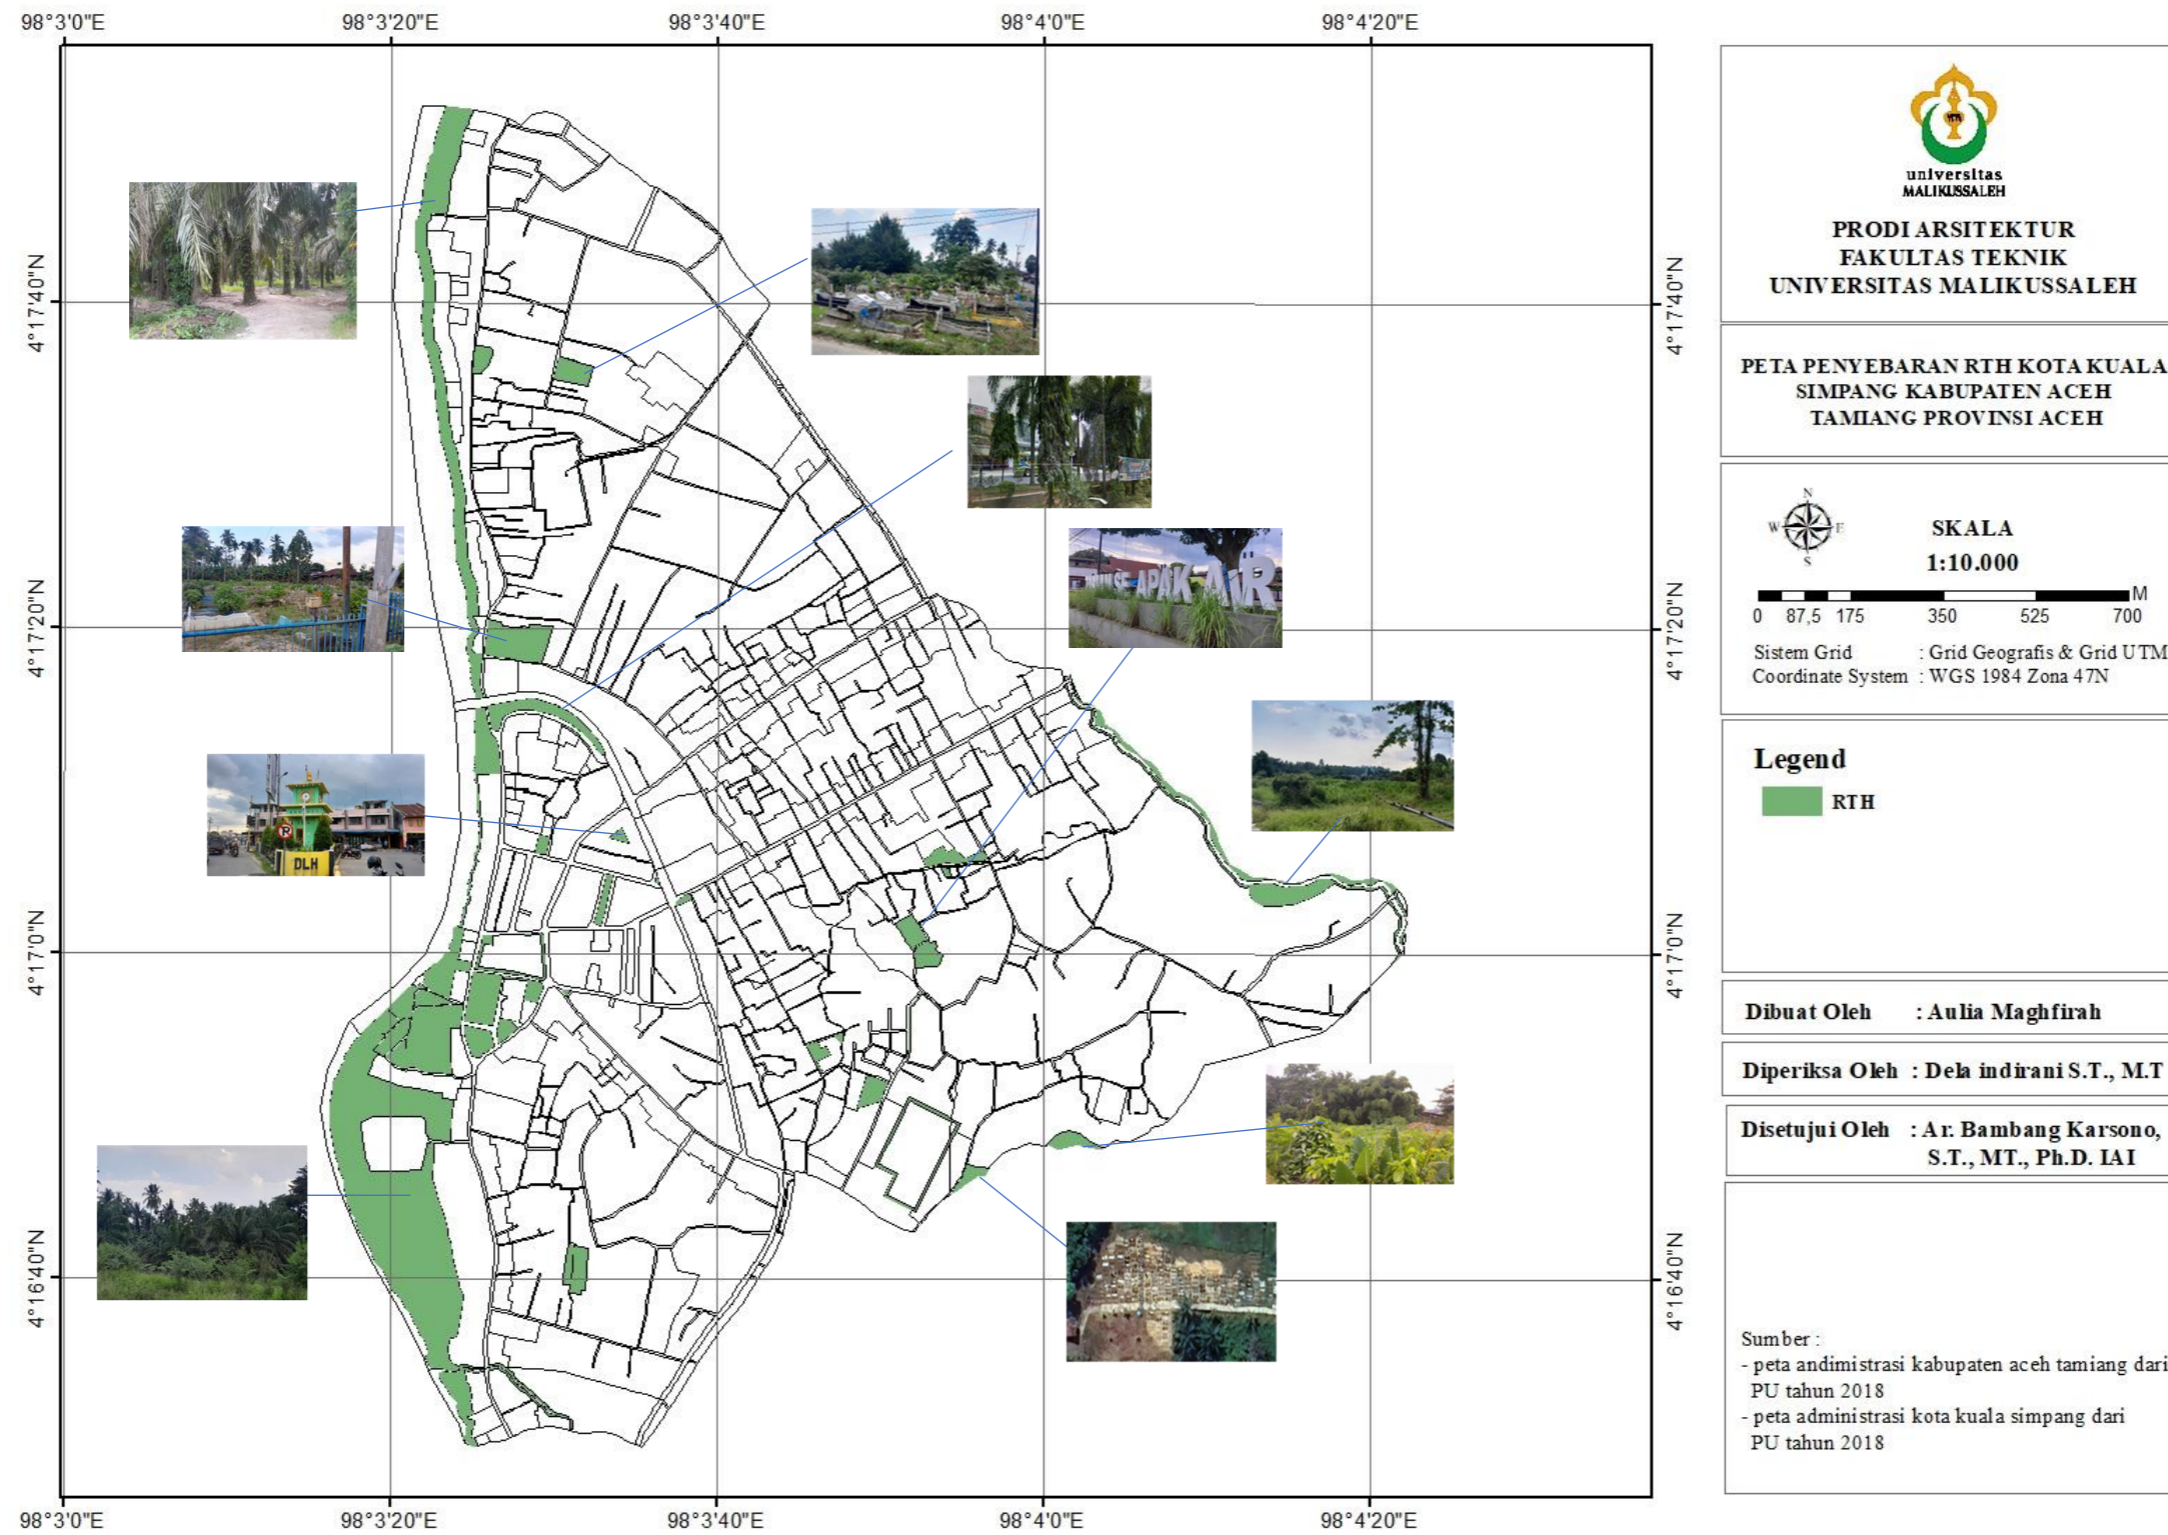 98°3'0"E
98°3'20"E
98°3'40"E
98°4'0"E
98°4'20"E
4°17'40"N
4°17'20"N
4°17'0"N
4°16'40"N
DLH
APAK AiR
4°17'40"N
4°17'20"N
4°17'0"N
4°16'40"N
98°3'0"E
98°3'20"E
98°3'40"E
98°4'0"E
98°4'20"E
universitas
MALIKUSSALEH
PRODI ARSITEKTUR
FAKULTAS TEKNIK
UNIVERSITAS MALIKUSSALEH
PETA PENYEBARAN RTH KOTA KUALA
SIMPANG KABUPATEN ACEH
TAMIANG PROVINSI ACEH
N
W E
S
SKALA
1:10.000
M
0 87,5 175 350 525 700
Sistem Grid : Grid Geografis & Grid UTM
Coordinate System : WGS 1984 Zona 47N
Legend
RTH
Dibuat Oleh : Aulia Maghfirah
Diperiksa Oleh : Dela indirani S.T., M.T
Disetujui Oleh : Ar. Bambang Karsono,
S.T., MT., Ph.D. IAI
Sumber :
- peta andimistrasi kabupaten aceh tamiang dari
PU tahun 2018
- peta administrasi kota kuala simpang dari
PU tahun 2018